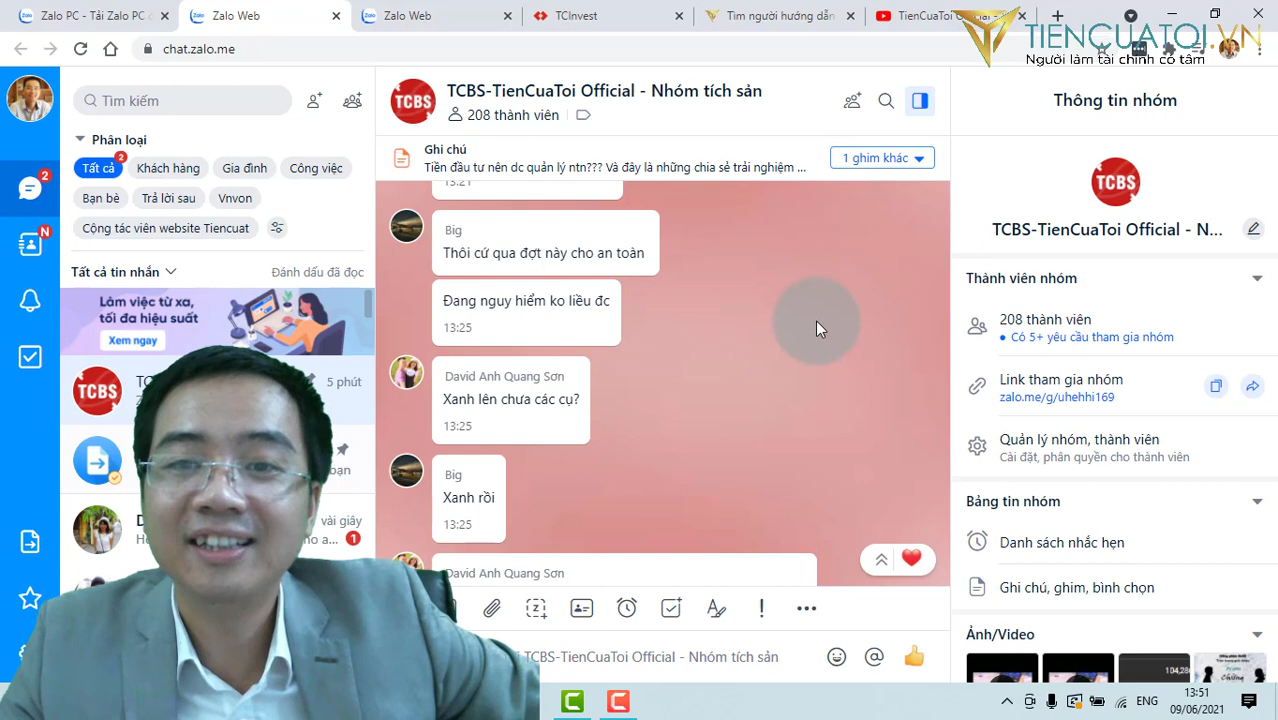 Zalo PC - Tải Zalo PC
Zalo Web
Zalo Web
TCInvest
Tìm người hướng dẫn
TienCuaToi Official -
chat.zalo.me
TIENCUATOI.VN
Người làm tài chính có tâm
Tìm kiếm
Phân loại
Tất cả
2
Khách hàng
Gia đình
Công việc
Bạn bè
Trả lời sau
Vnvon
Cộng tác viên website Tiencuat
Tất cả tin nhắn
Đánh dấu đã đọc
Làm việc từ xa,
tối đa hiệu suất
Xem ngay
TCBS
5 phút
vài giây
1
2
N
TCBS
TCBS-TienCuaToi Official - Nhóm tích sản
208 thành viên
Ghi chú
Tiền đầu tư nên dc quản lý ntn??? Và đây là những chia sẻ trải nghiệm ...
1 ghim khác
13:21
Big
Thôi cứ qua đợt này cho an toàn
Đang nguy hiểm ko liều đc
13:25
David Anh Quang Sơn
Xanh lên chưa các cụ?
13:25
Big
Xanh rồi
13:25
David Anh Quang Sơn
TCBS-TienCuaToi Official - Nhóm tích sản
Thông tin nhóm
TCBS
TCBS-TienCuaToi Official - N...
Thành viên nhóm
208 thành viên
Có 5+ yêu cầu tham gia nhóm
Link tham gia nhóm
zalo.me/g/uhehhi169
Quản lý nhóm, thành viên
Cài đặt, phân quyền cho thành viên
Bảng tin nhóm
Danh sách nhắc hẹn
Ghi chú, ghim, bình chọn
Ảnh/Video
104,28
ENG
13:51
09/06/2021